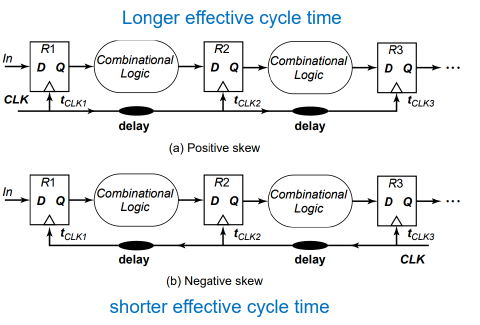 Longer effective cycle time
R1 R2 R3
In D Q Combinational Logic D Q Combinational Logic D Q ...
CLK tCLK1 tCLK2 tCLK3
delay delay
(a) Positive skew
R1 R2 R3
In D Q Combinational Logic D Q Combinational Logic D Q ...
tCLK1 tCLK2 tCLK3
delay delay CLK
(b) Negative skew
shorter effective cycle time